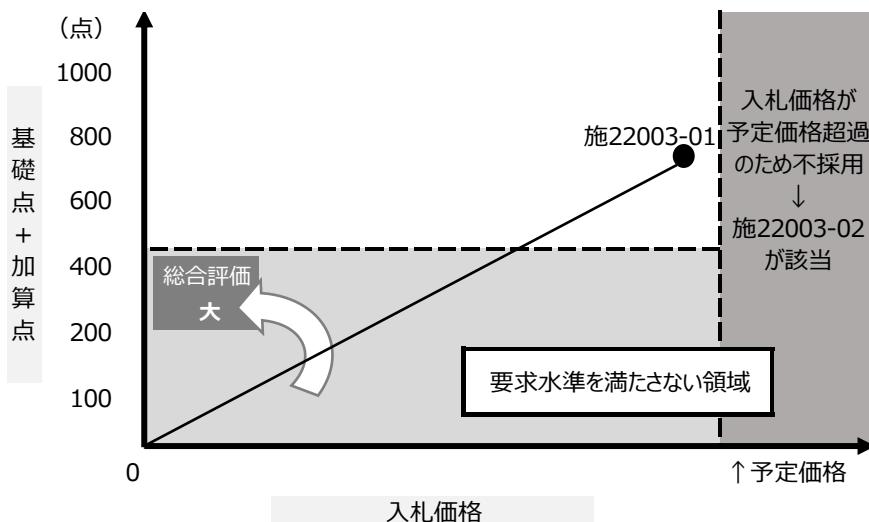 （点）
1000
800
600
400
200
100
0
基礎点＋加算点
施22003-01
入札価格が
予定価格超過
のため不採用
↓
施22003-02
が該当
総合評価
大
要求水準を満たさない領域
↑予定価格
入札価格